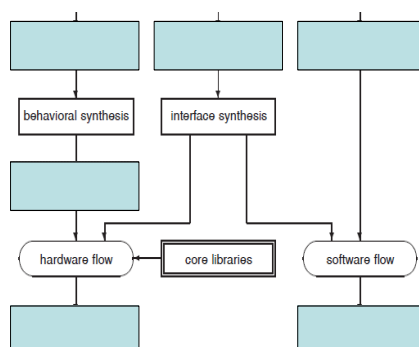 behavioral synthesis
interface synthesis
hardware flow
core libraries
software flow